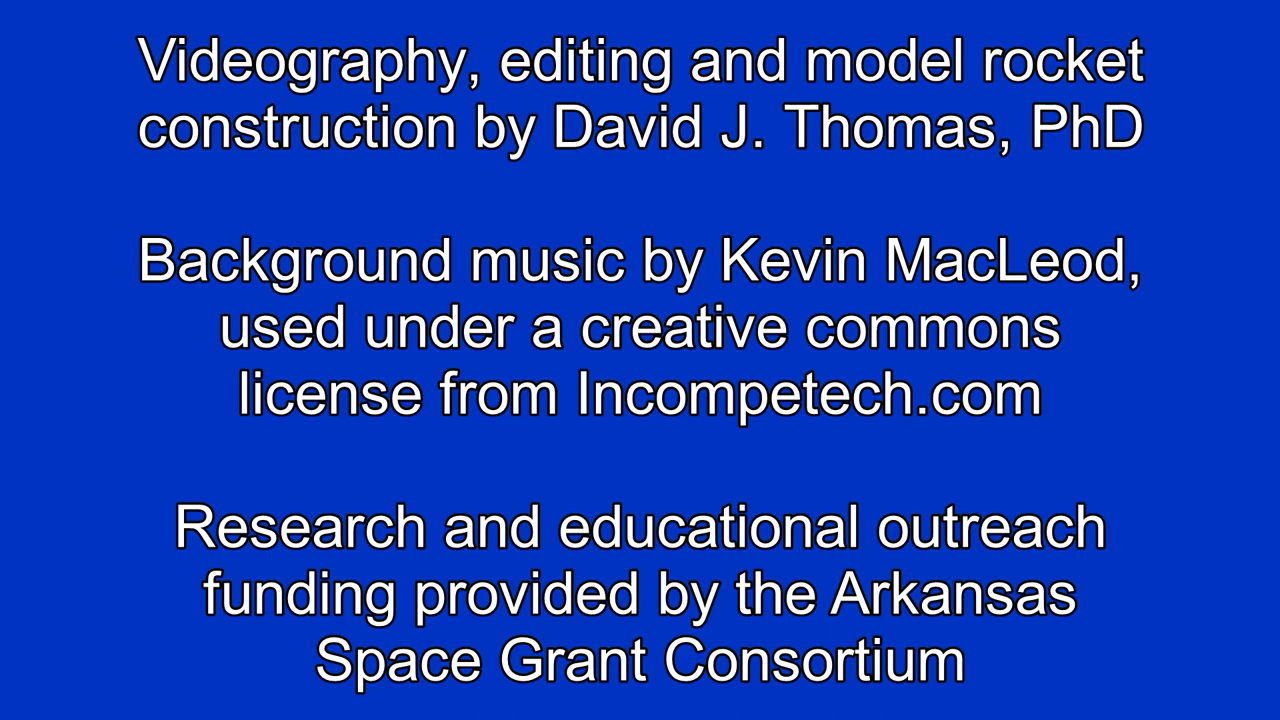 Videography, editing and model rocket
construction by David J. Thomas, PhD
Background music by Kevin MacLeod,
used under a creative commons
license from Incompetech.com
Research and educational outreach
funding provided by the Arkansas
Space Grant Consortium